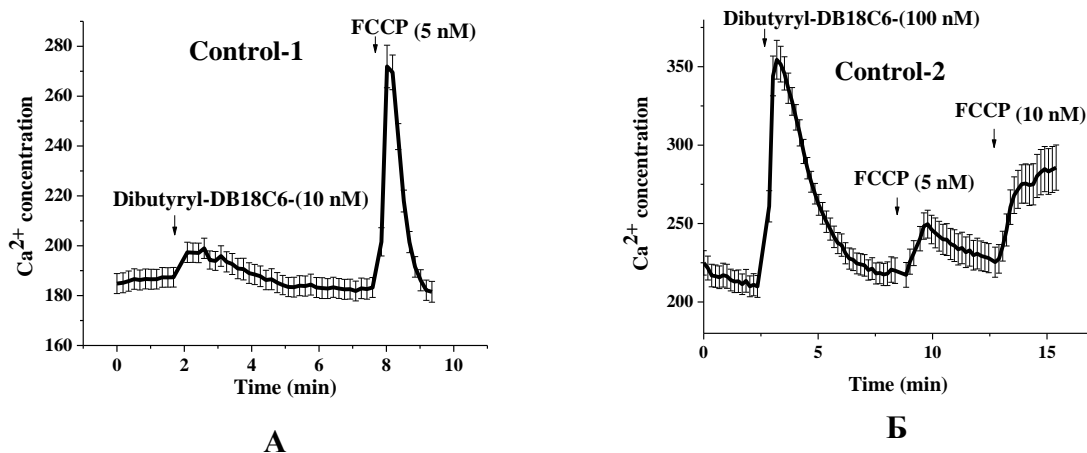 Control-1
FCCP (5 nM)
Dibutyryl-DB18C6-(10 nM)
Ca2+ concentration
280
260
240
220
200
180
160
0 2 4 6 8 10
Time (min)
А
Dibutyryl-DB18C6-(100 nM)
Control-2
FCCP (10 nM)
FCCP (5 nM)
Ca2+ concentration
350
300
250
200
0 5 10 15
Time (min)
Б